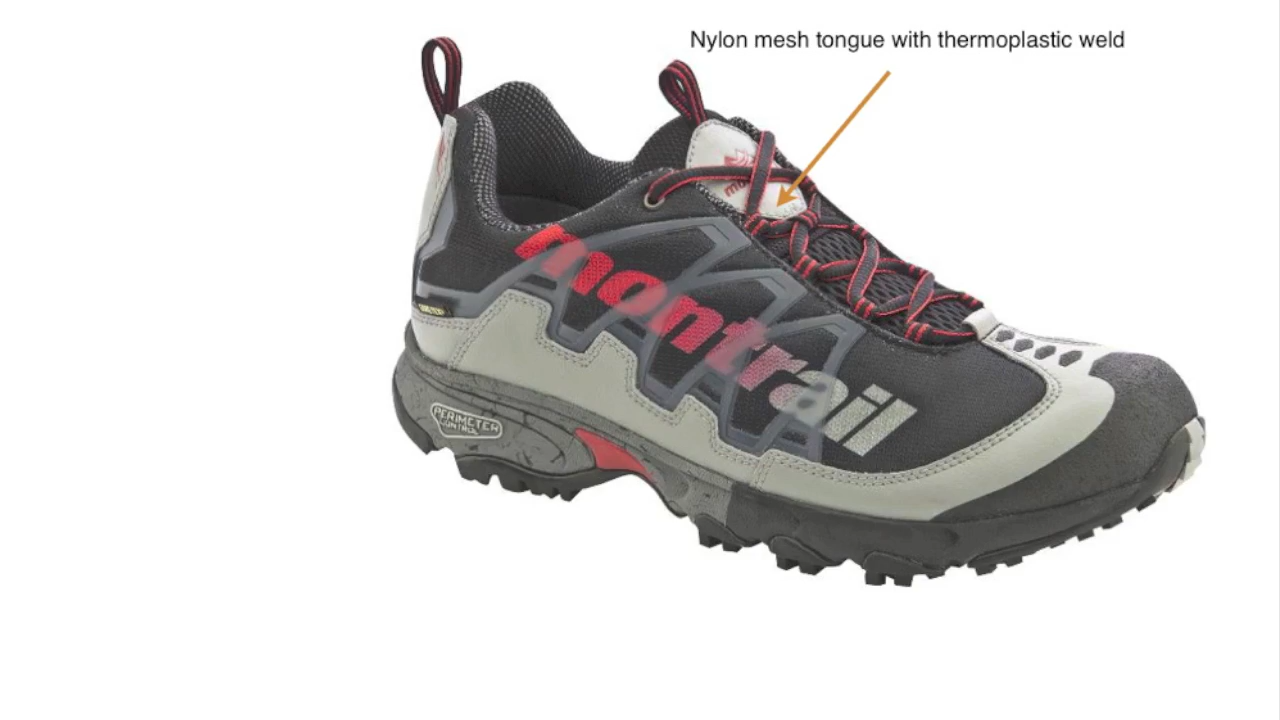 Nylon mesh tongue with thermoplastic weld
montrail
PERIMETER
CONTROL